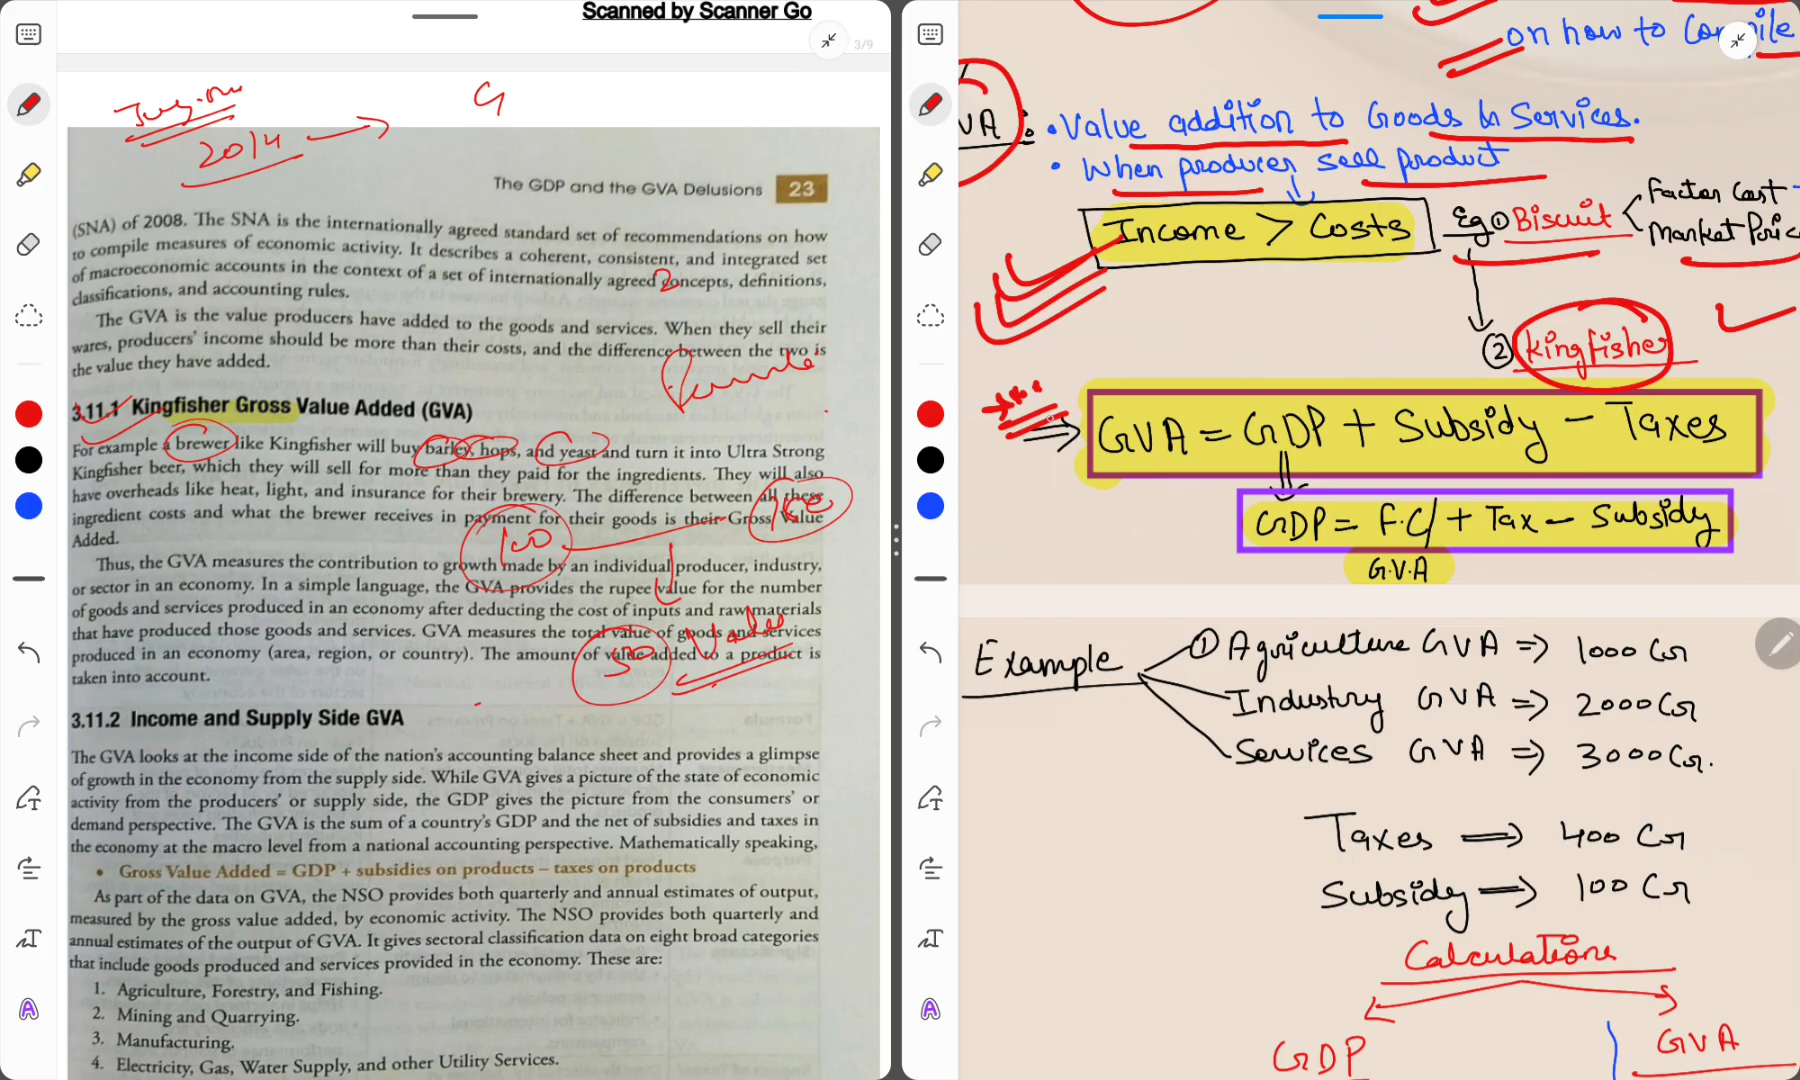 Scanned by Scanner Go
3/9
2014
G
The GDP and the GVA Delusions 23
(SNA) of 2008. The SNA is the internationally agreed standard set of recommendations on how
to compile measures of economic activity. It describes a coherent, consistent, and integrated set
of macroeconomic accounts in the context of a set of internationally agreed concepts, definitions,
classifications, and accounting rules.
The GVA is the value producers have added to the goods and services. When they sell their
wares, producers' income should be more than their costs, and the difference between the two is
the value they have added.
3.11.1 Kingfisher Gross Value Added (GVA)
For example a brewer like Kingfisher will buy barley, hops, and yeast and turn it into Ultra Strong
Kingfisher beer, which they will sell for more than they paid for the ingredients. They will also
have overheads like heat, light, and insurance for their brewery. The difference between all these
ingredient costs and what the brewer receives in payment for their goods is their Gross Value
Added.
100
150
Thus, the GVA measures the contribution to growth made by an individual producer, industry,
or sector in an economy. In a simple language, the GVA provides the rupee value for the number
of goods and services produced in an economy after deducting the cost of inputs and raw materials
that have produced those goods and services. GVA measures the total value of goods and services
produced in an economy (area, region, or country). The amount of value added to a product is
taken into account.
50 Value
3.11.2 Income and Supply Side GVA
The GVA looks at the income side of the nation's accounting balance sheet and provides a glimpse
of growth in the economy from the supply side. While GVA gives a picture of the state of economic
activity from the producers' or supply side, the GDP gives the picture from the consumers' or
demand perspective. The GVA is the sum of a country's GDP and the net of subsidies and taxes in
the economy at the macro level from a national accounting perspective. Mathematically speaking,
• Gross Value Added = GDP + subsidies on products – taxes on products
As part of the data on GVA, the NSO provides both quarterly and annual estimates of output,
measured by the gross value added, by economic activity. The NSO provides both quarterly and
annual estimates of the output of GVA. It gives sectoral classification data on eight broad categories
that include goods produced and services provided in the economy. These are:
1. Agriculture, Forestry, and Fishing.
2. Mining and Quarrying.
3. Manufacturing.
4. Electricity, Gas, Water Supply, and other Utility Services.
on how to Compile
VA :
• Value addition to Goods & Services.
• When producer sell product
Income > Costs
Eg ① Biscuit
Factor Cost
Market Price
② Kingfisher
GVA = GDP + Subsidy – Taxes
GDP = F.C/ + Tax – Subsidy
G.V.A
Example
① Agriculture GVA ⇒ 1000 Cr
Industry GVA ⇒ 2000 Cr
Services GVA ⇒ 3000 Cr.
Taxes ⇒ 400 Cr
Subsidy ⇒ 100 Cr
Calculations
GDP
GVA